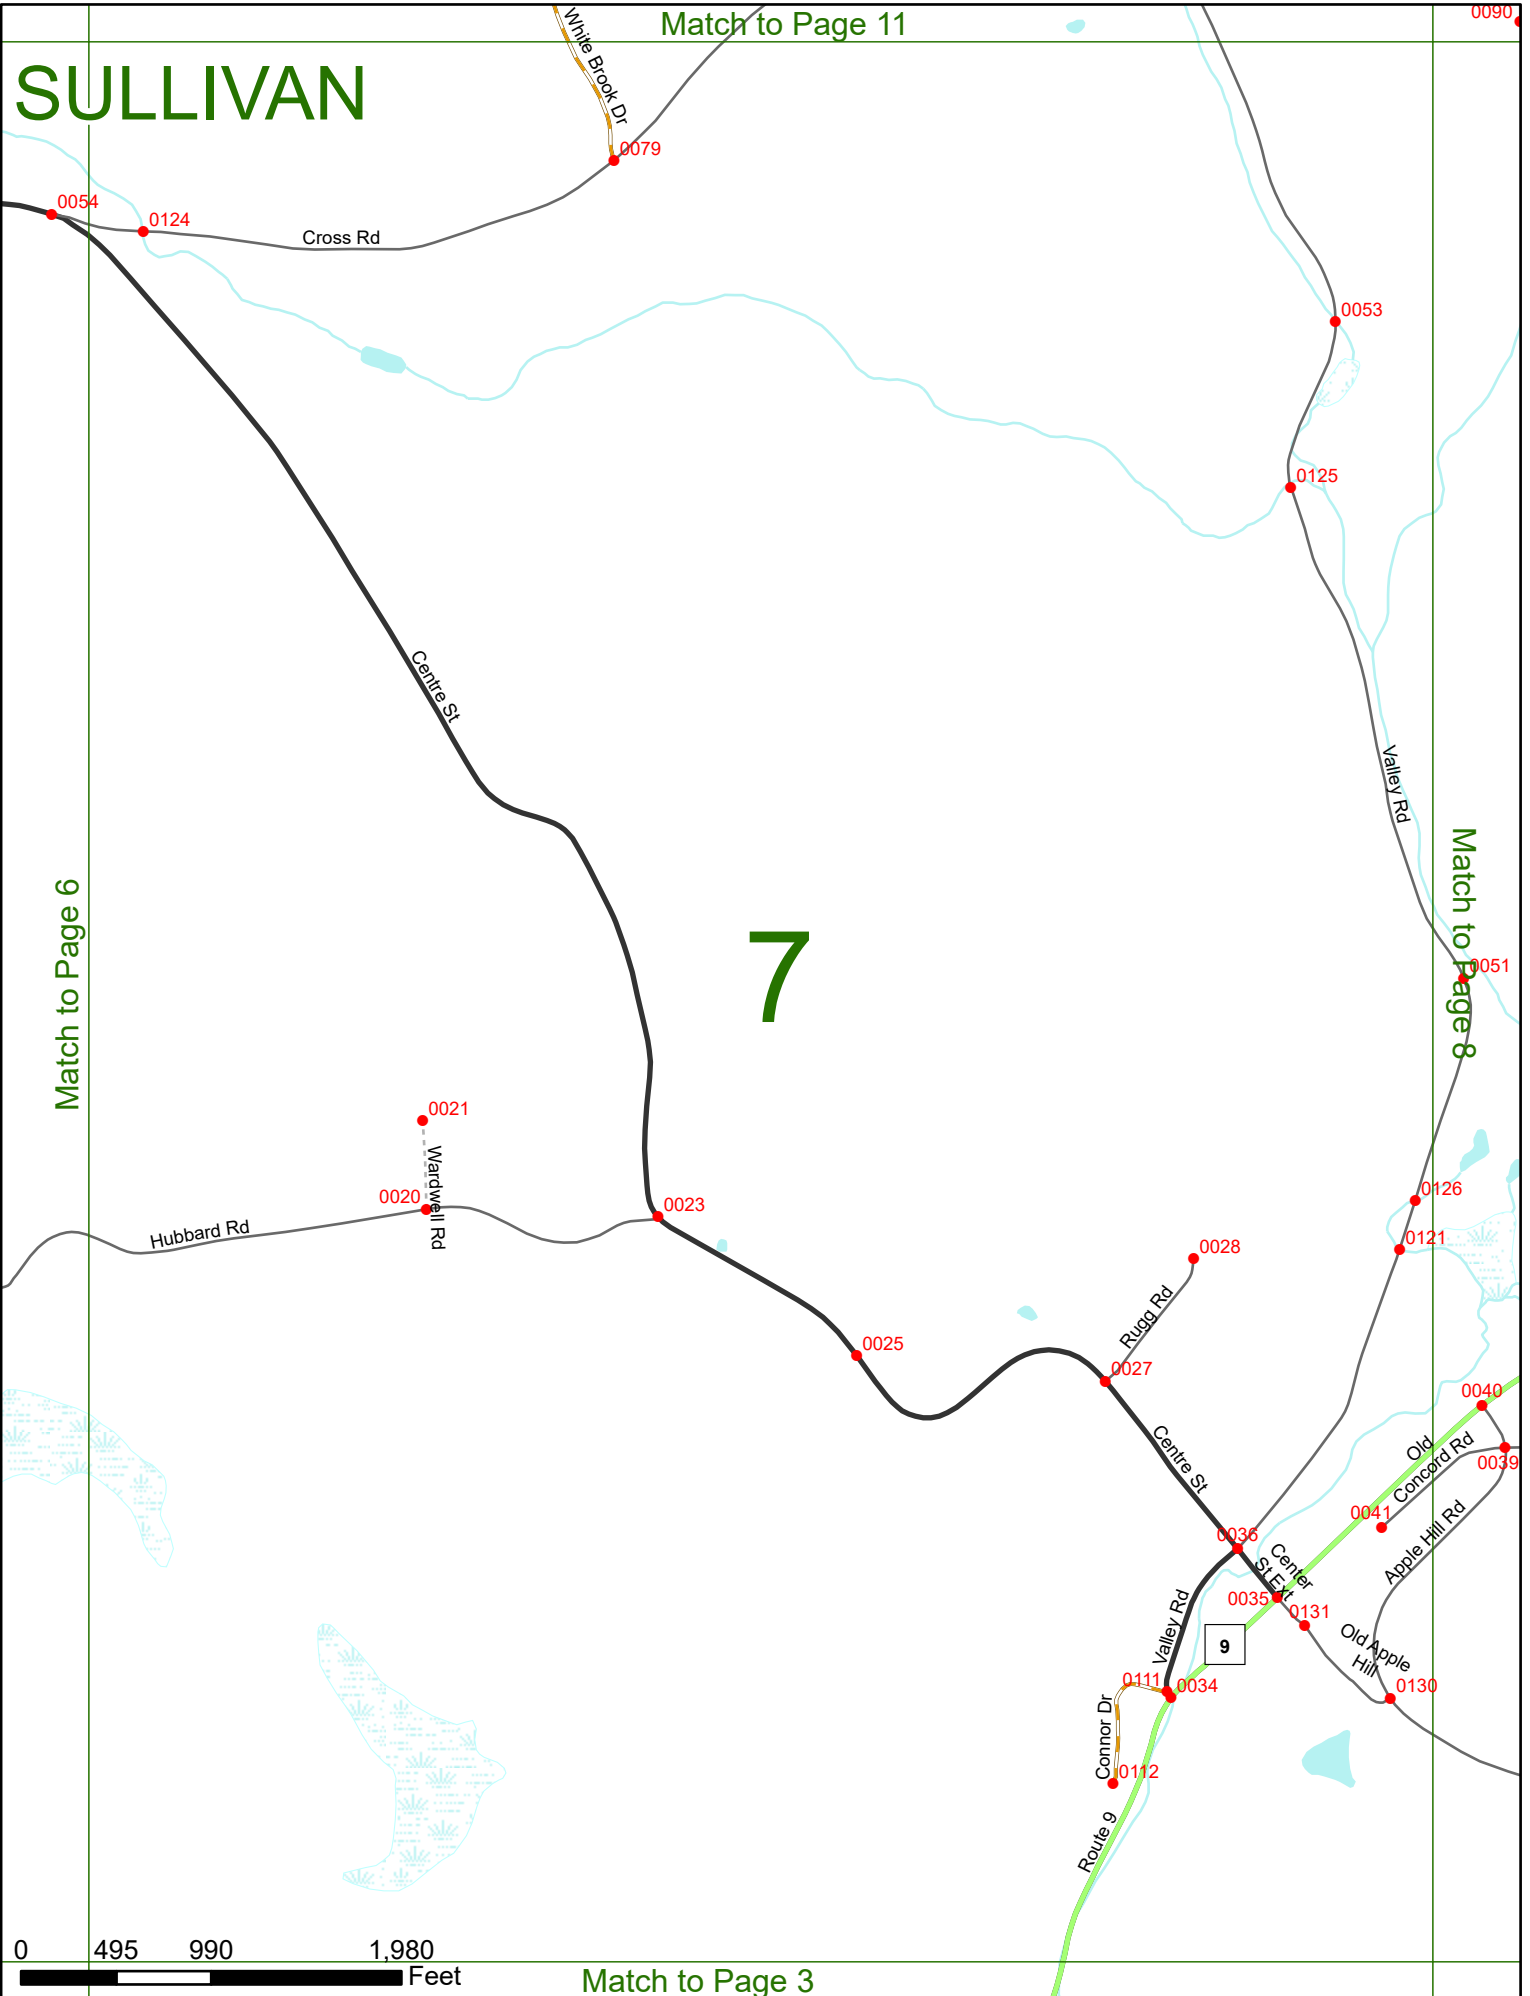 Match to Page 11
0090
SULLIVAN
White Brook Dr
0079
0054
0124
Cross Rd
0053
0125
Centre St
Valley Rd
Match to Page 6
7
Match to Page 8
0051
0021
Wardwell Rd
0020
0023
Hubbard Rd
0126
0121
0028
Rugg Rd
0025
0027
0040
Centre St
Old
Concord Rd
0039
0041
Apple Hill Rd
0036
Center
St Ext
0035
0131
Valley Rd
9
Old Apple
Hill
0111
0034
0130
Connor Dr
0112
Route 9
0 495 990 1,980
Feet
Match to Page 3